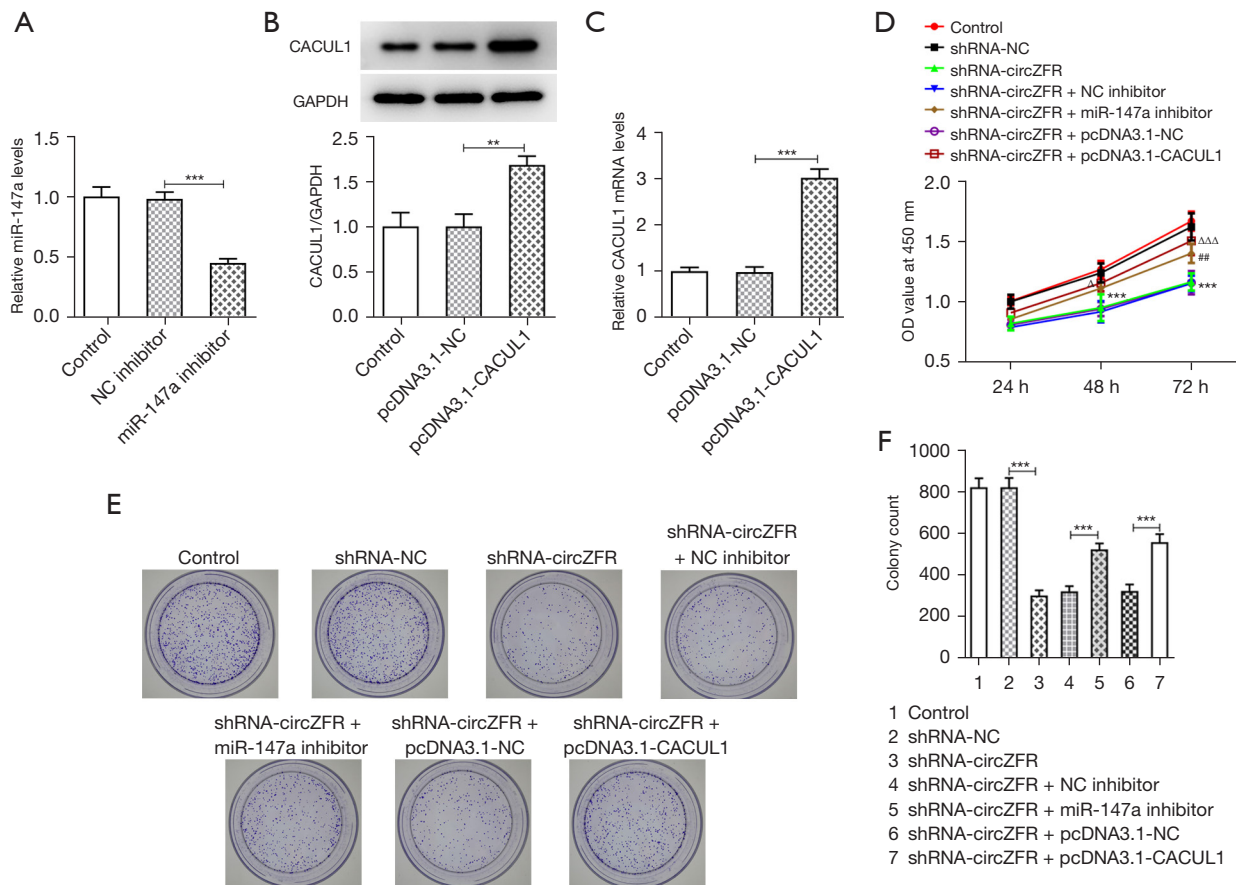 A
Relative miR-147a levels
1.5
1.0
0.5
0.0
***
Control
NC inhibitor
miR-147a inhibitor
B
CACUL1
GAPDH
CACUL1/GAPDH
2.5
2.0
1.5
1.0
0.5
0.0
**
Control
pcDNA3.1-NC
pcDNA3.1-CACUL1
C
Relative CACUL1 mRNA levels
4
3
2
1
0
***
Control
pcDNA3.1-NC
pcDNA3.1-CACUL1
D
Control
shRNA-NC
shRNA-circZFR
shRNA-circZFR + NC inhibitor
shRNA-circZFR + miR-147a inhibitor
shRNA-circZFR + pcDNA3.1-NC
shRNA-circZFR + pcDNA3.1-CACUL1
OD value at 450 nm
2.0
1.5
1.0
0.5
Δ
***
ΔΔΔ
##
***
24 h
48 h
72 h
E
Control
shRNA-NC
shRNA-circZFR
shRNA-circZFR
+ NC inhibitor
shRNA-circZFR +
miR-147a inhibitor
shRNA-circZFR +
pcDNA3.1-NC
shRNA-circZFR +
pcDNA3.1-CACUL1
F
Colony count
1000
800
600
400
200
0
***
***
***
1 2 3 4 5 6 7
1 Control
2 shRNA-NC
3 shRNA-circZFR
4 shRNA-circZFR + NC inhibitor
5 shRNA-circZFR + miR-147a inhibitor
6 shRNA-circZFR + pcDNA3.1-NC
7 shRNA-circZFR + pcDNA3.1-CACUL1